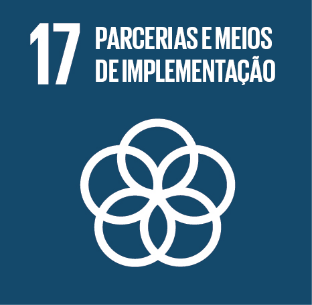 17 PARCERIAS E MEIOS
DE IMPLEMENTAÇÃO